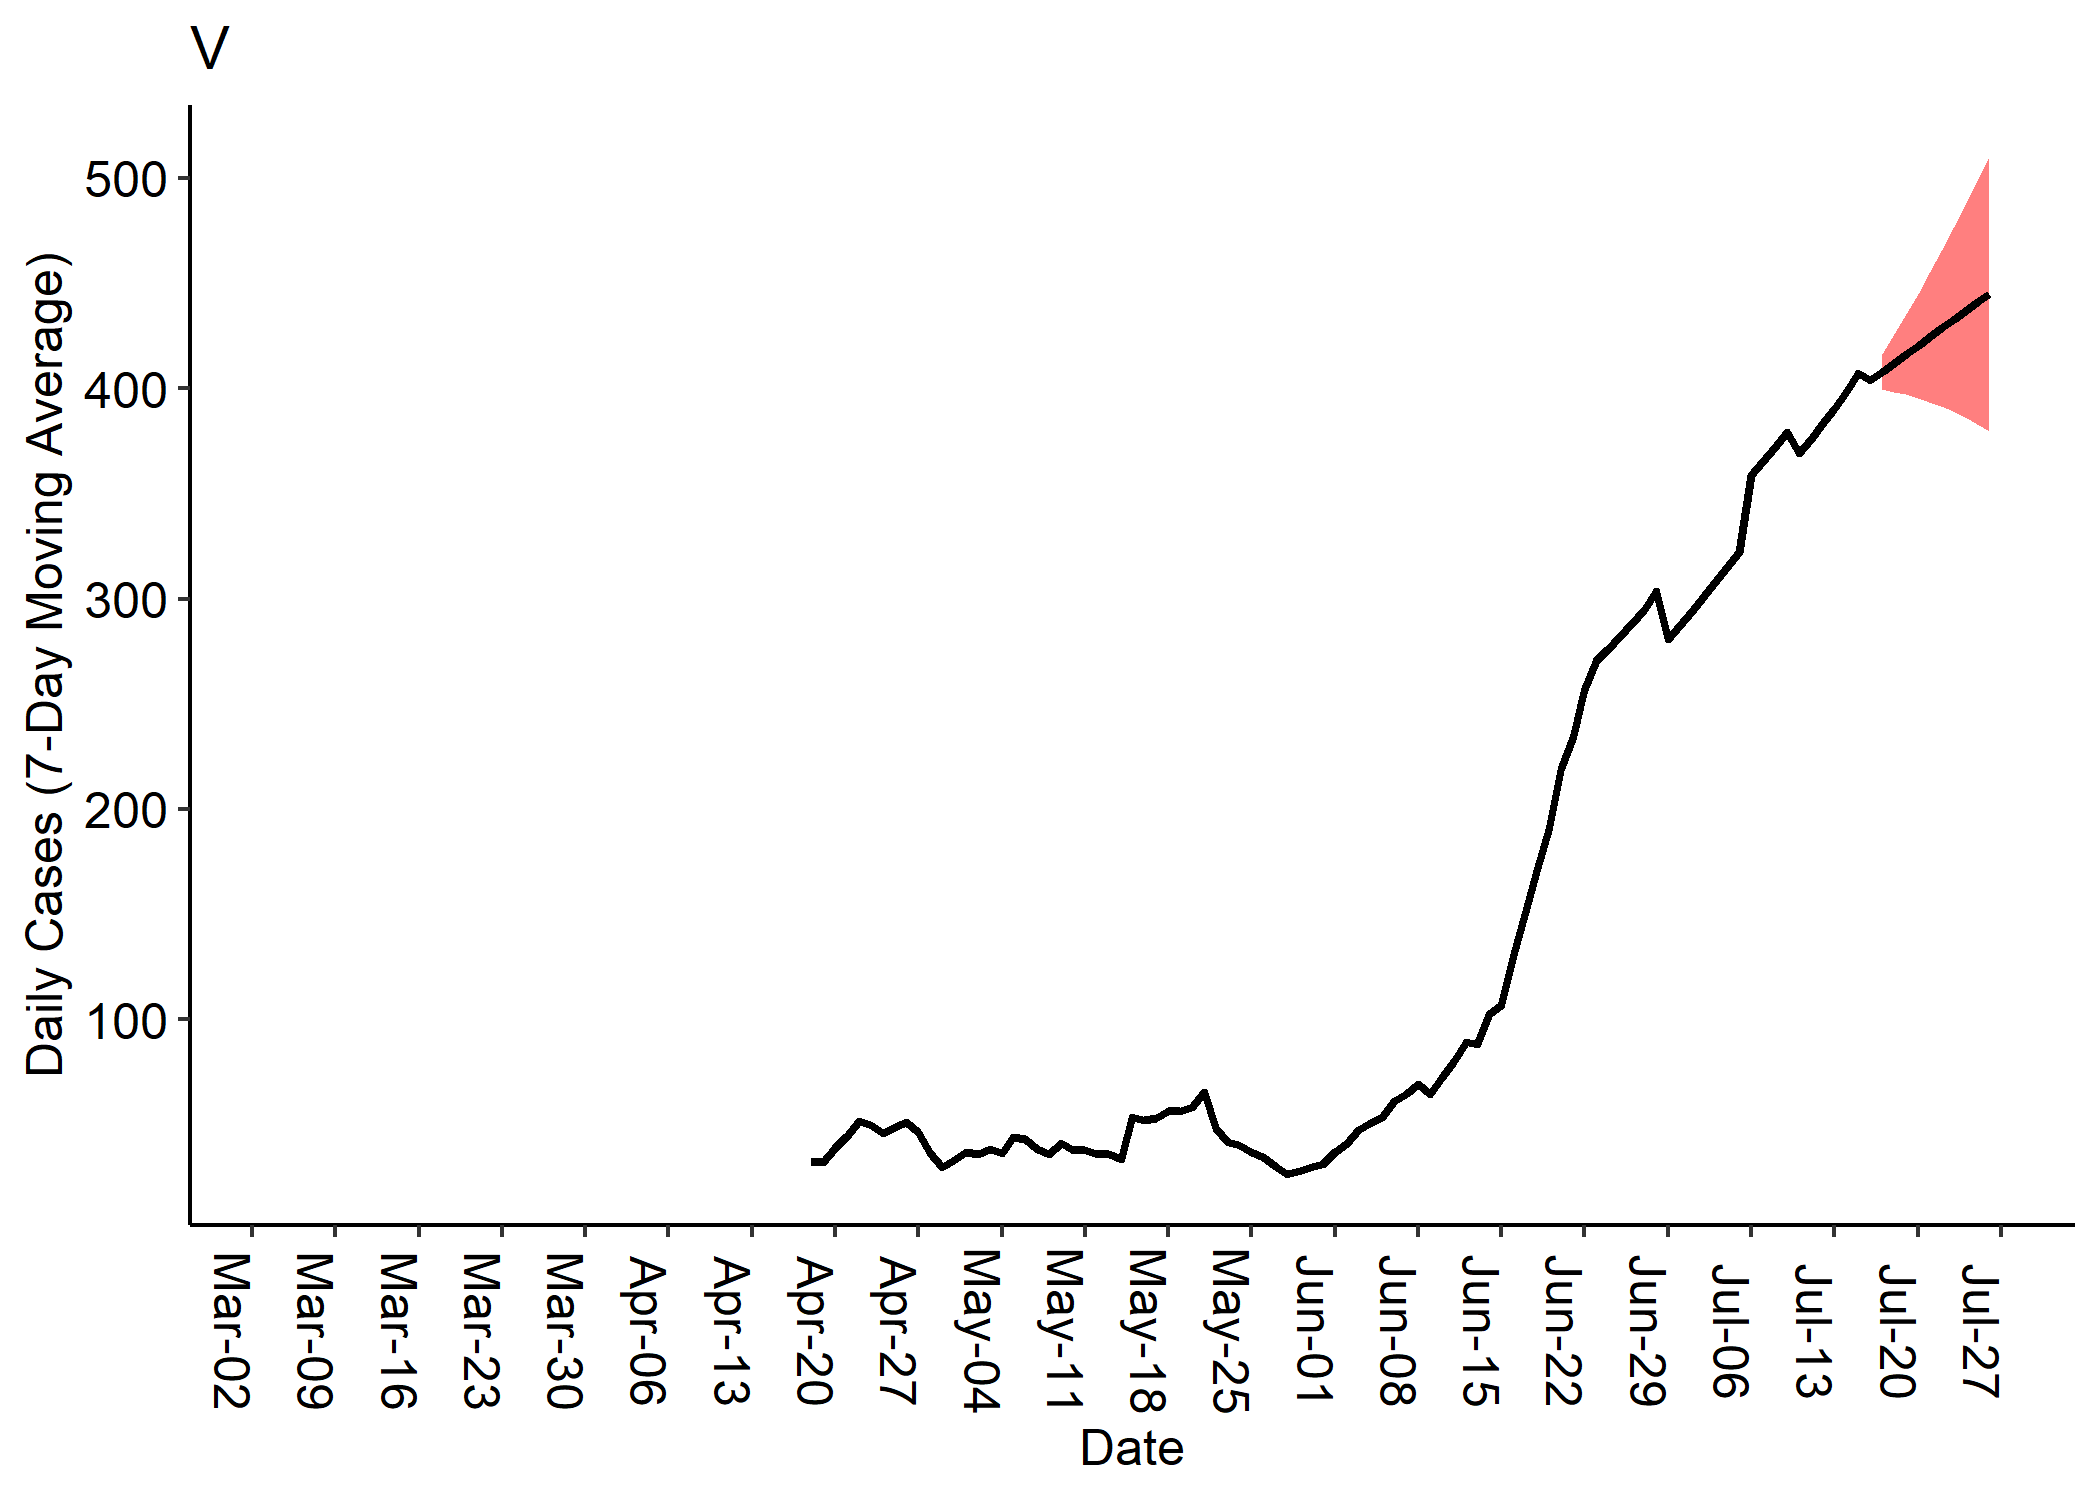 V
Daily Cases (7-Day Moving Average)
500
400
300
200
100
Mar-02
Mar-09
Mar-16
Mar-23
Mar-30
Apr-06
Apr-13
Apr-20
Apr-27
May-04
May-11
May-18
May-25
Jun-01
Jun-08
Jun-15
Jun-22
Jun-29
Jul-06
Jul-13
Jul-20
Jul-27
Date